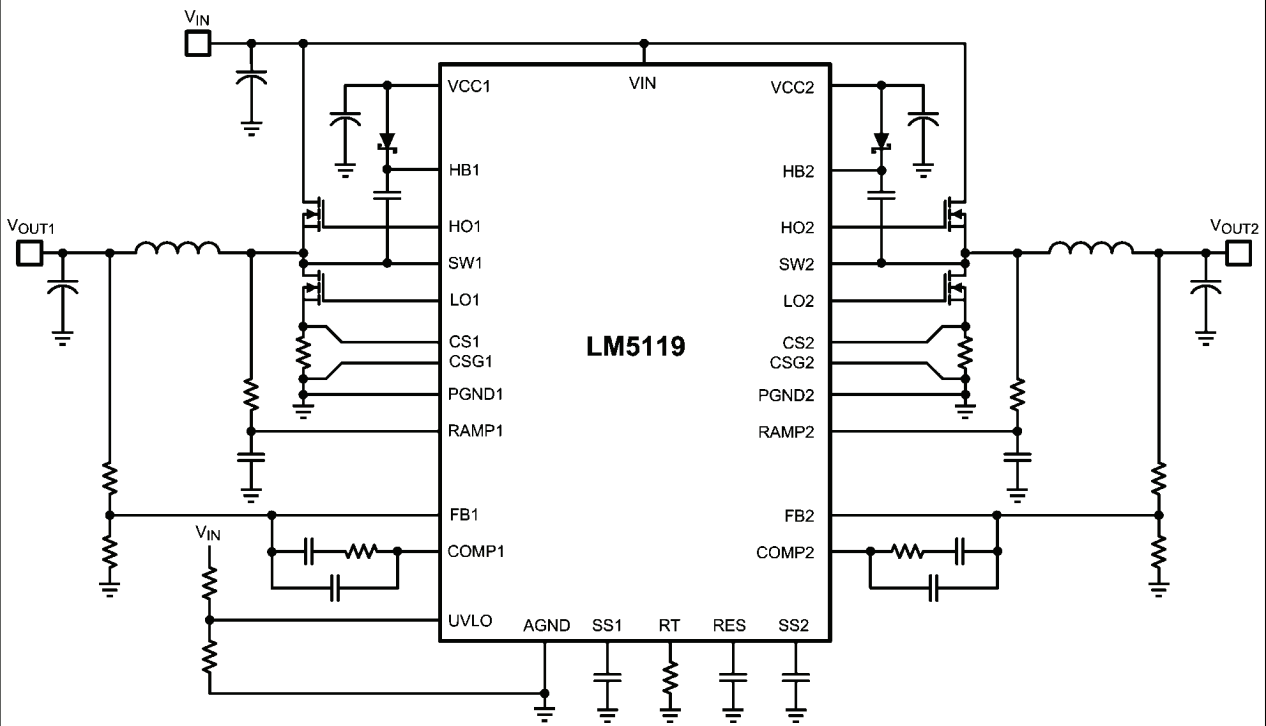 VIN
VCC1
VIN
VCC2
HB1
HB2
HO1
HO2
VOUT1
VOUT2
SW1
SW2
LO1
LO2
CS1
LM5119
CS2
CSG1
CSG2
PGND1
PGND2
RAMP1
RAMP2
FB1
FB2
VIN
COMP1
COMP2
UVLO
AGND SS1 RT RES SS2